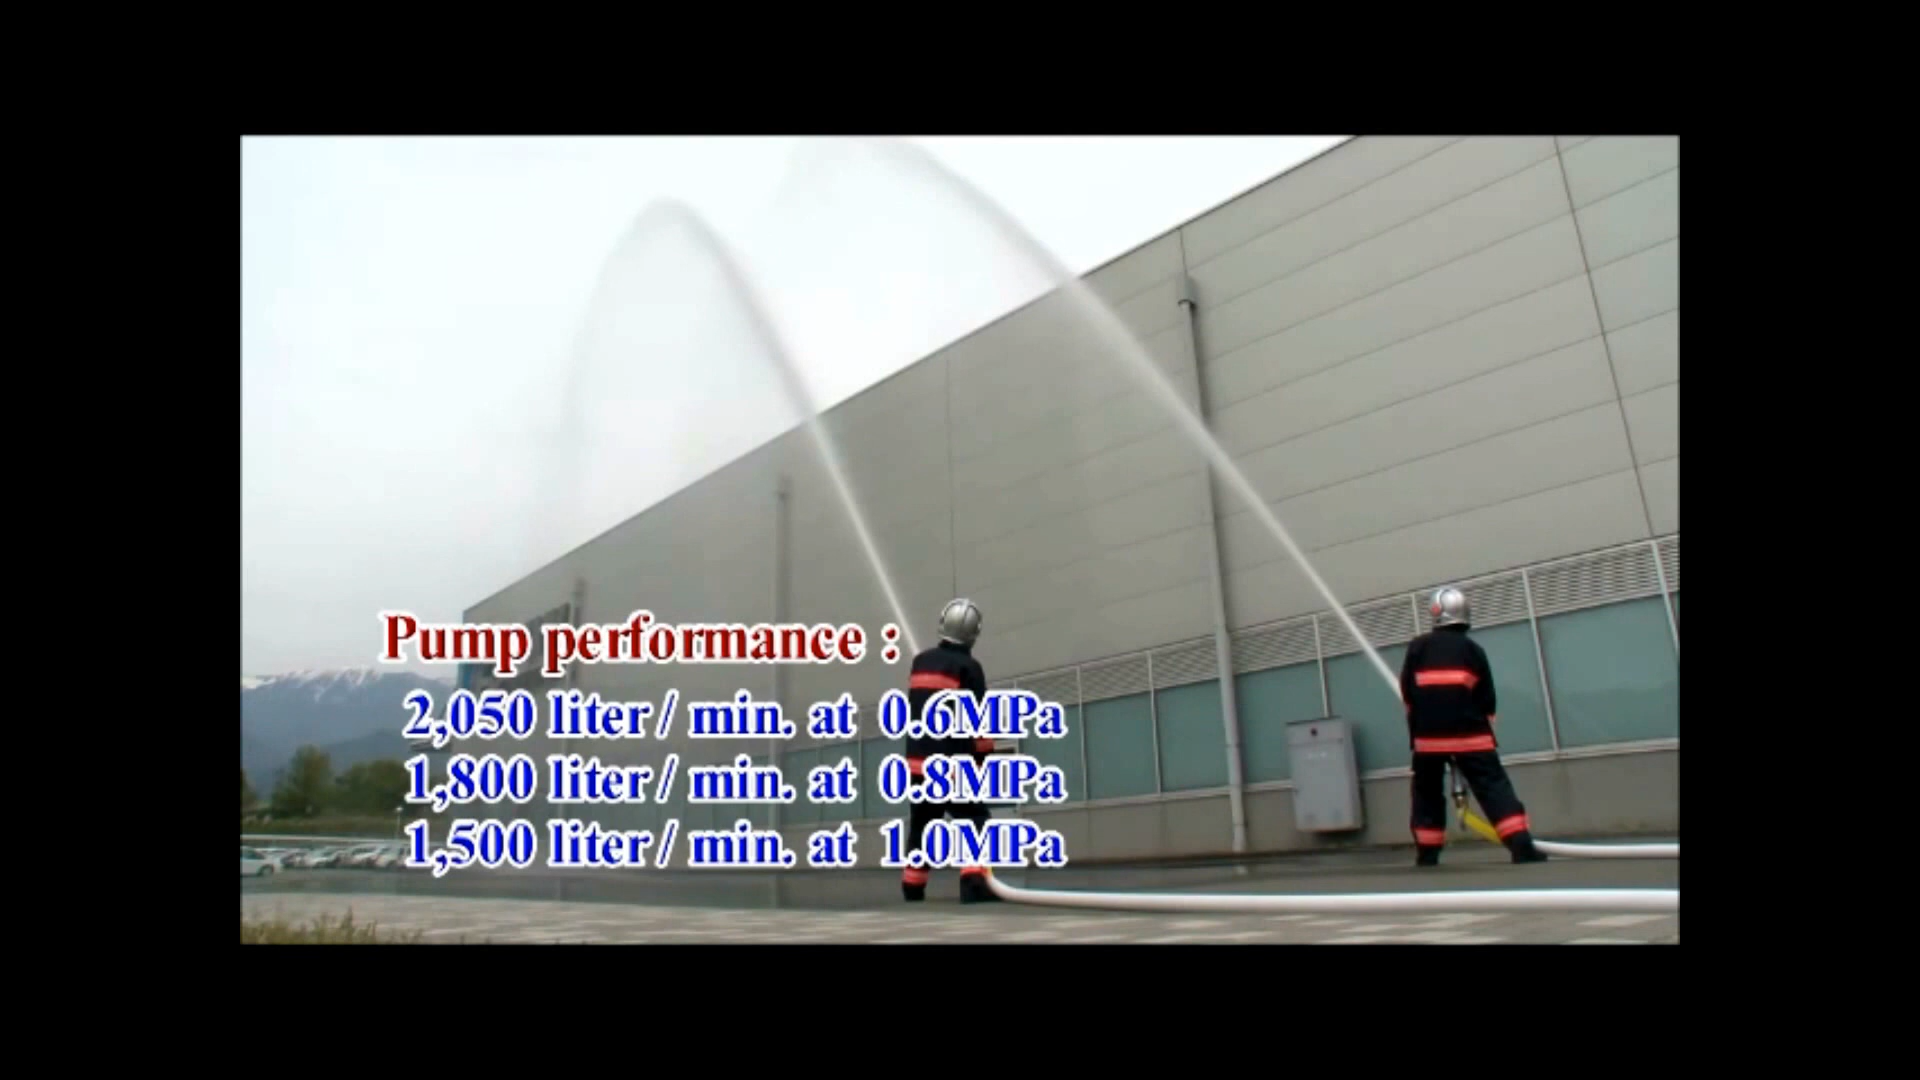 Pump performance :
2,050 liter / min. at 0.6MPa
1,800 liter / min. at 0.8MPa
1,500 liter / min. at 1.0MPa